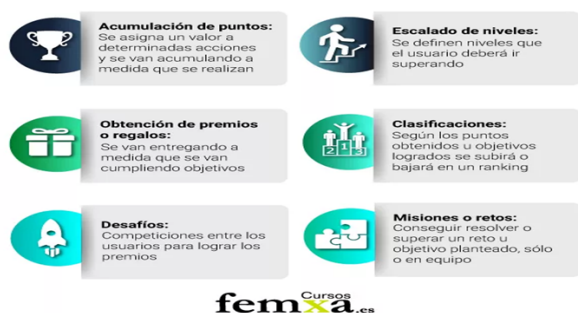 Acumulación de puntos:
Se asigna un valor a
determinadas acciones
y se van acumulando a
medida que se realizan
Escalado de niveles:
Se definen niveles que
el usuario deberá ir
superando
Obtención de premios
o regalos:
Se van entregando a
medida que se van
cumpliendo objetivos
Clasificaciones:
Según los puntos
obtenidos u objetivos
logrados se subirá o
bajará en un ranking
2 1 3
Desafíos:
Competiciones entre los
usuarios para lograr los
premios
Misiones o retos:
Conseguir resolver o
superar un reto u
objetivo planteado, sólo
o en equipo
Cursos
femxa.es